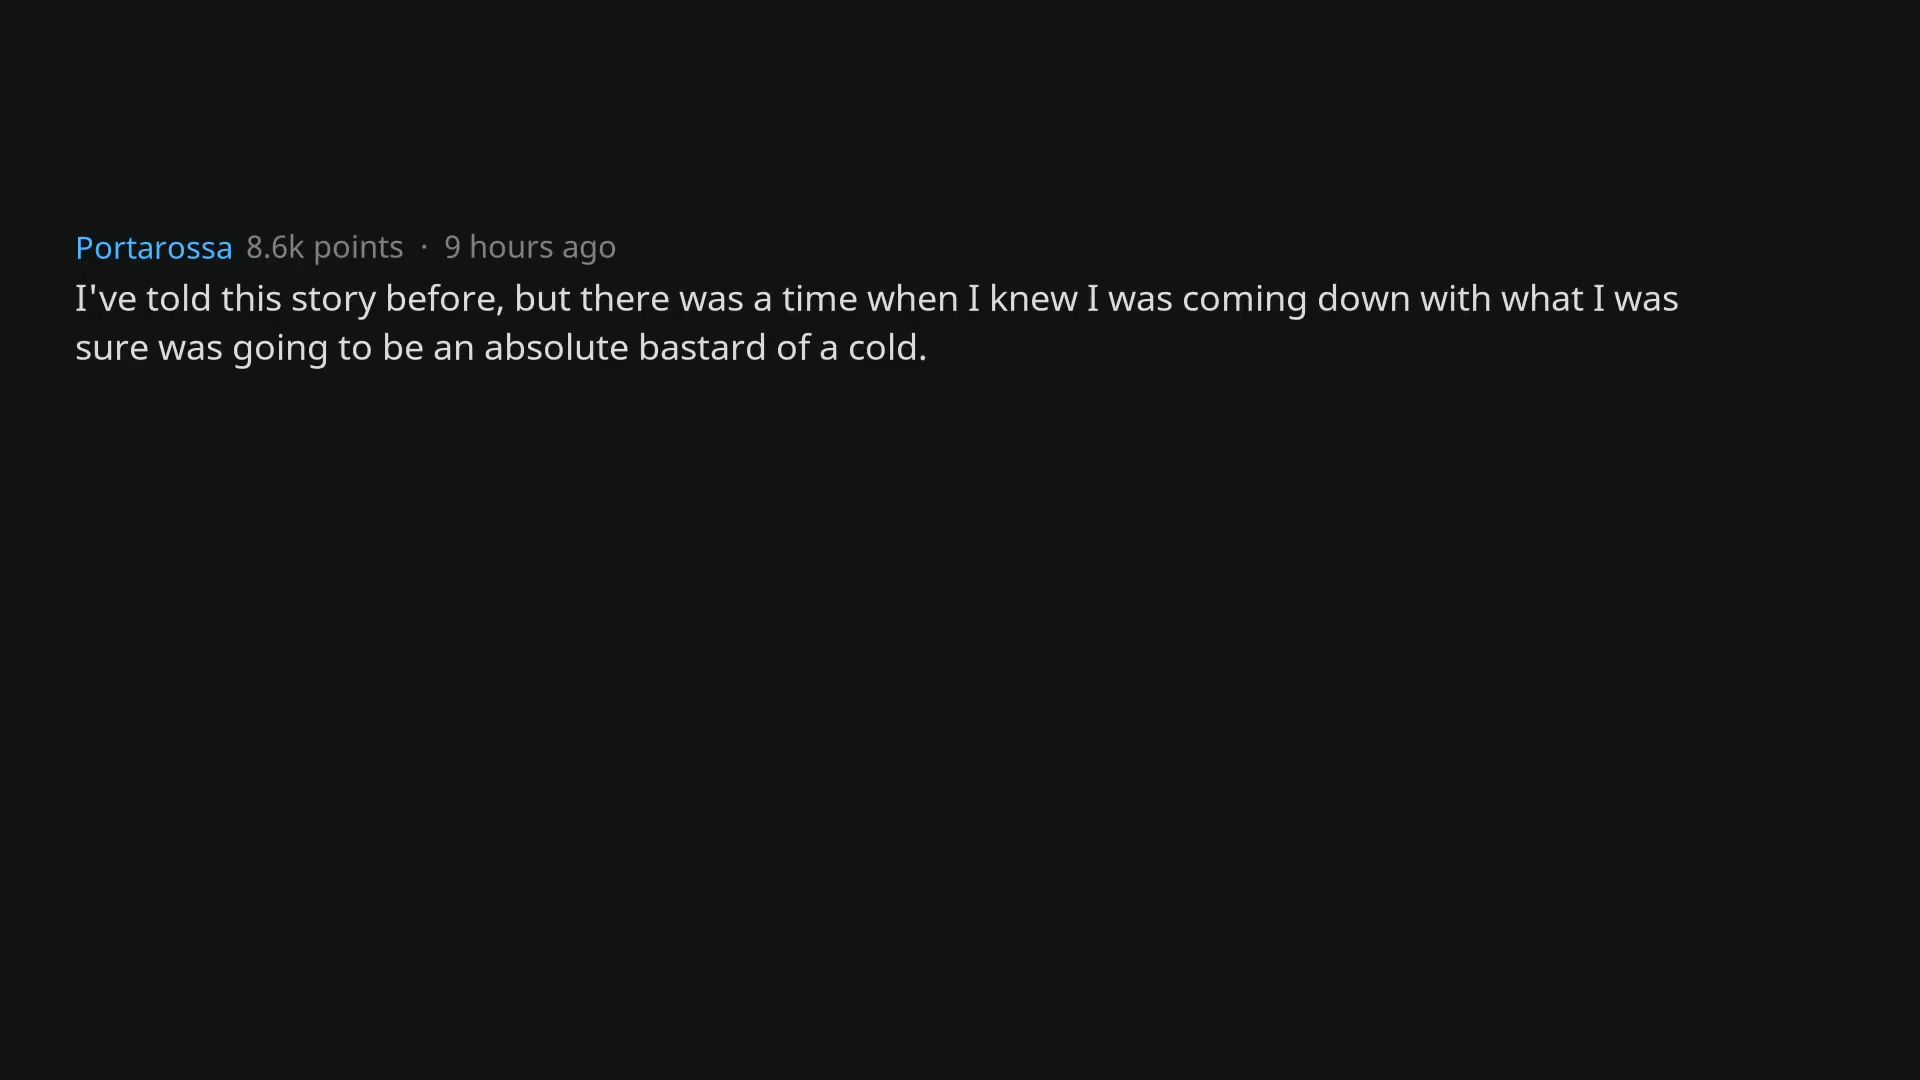 Portarossa 8.6k points · 9 hours ago
I've told this story before, but there was a time when I knew I was coming down with what I was
sure was going to be an absolute bastard of a cold.